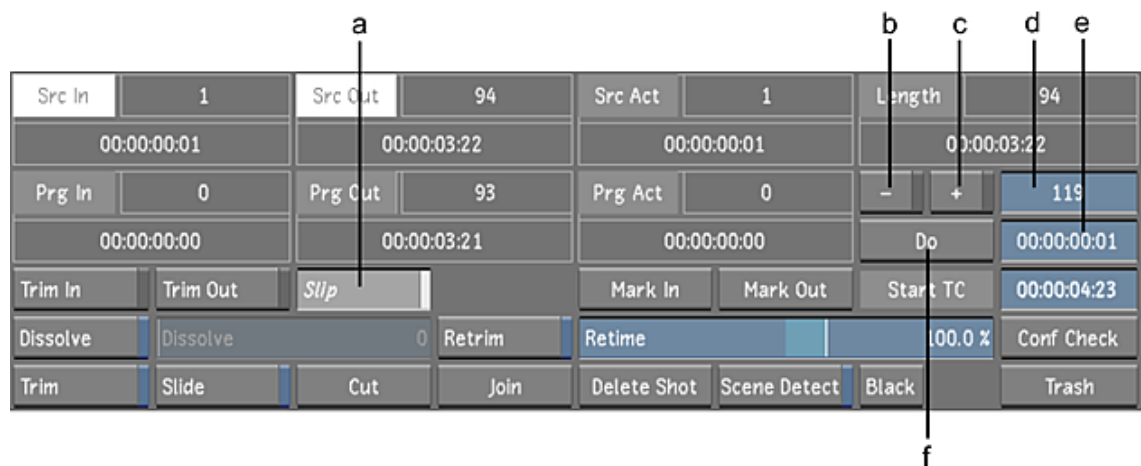 a b c d e
Src In 1 Src Out 94 Src Act 1 Length 94
00:00:00:01 00:00:03:22 00:00:00:01 00:00:03:22
Prg In 0 Prg Out 93 Prg Act 0 - + 119
00:00:00:00 00:00:03:21 00:00:00:00 Do 00:00:00:01
Trim In Trim Out Slip Mark In Mark Out Start TC 00:00:04:23
Dissolve Dissolve 0 Retrim Retime 100.0 % Conf Check
Trim Slide Cut Join Delete Shot Scene Detect Black Trash
f